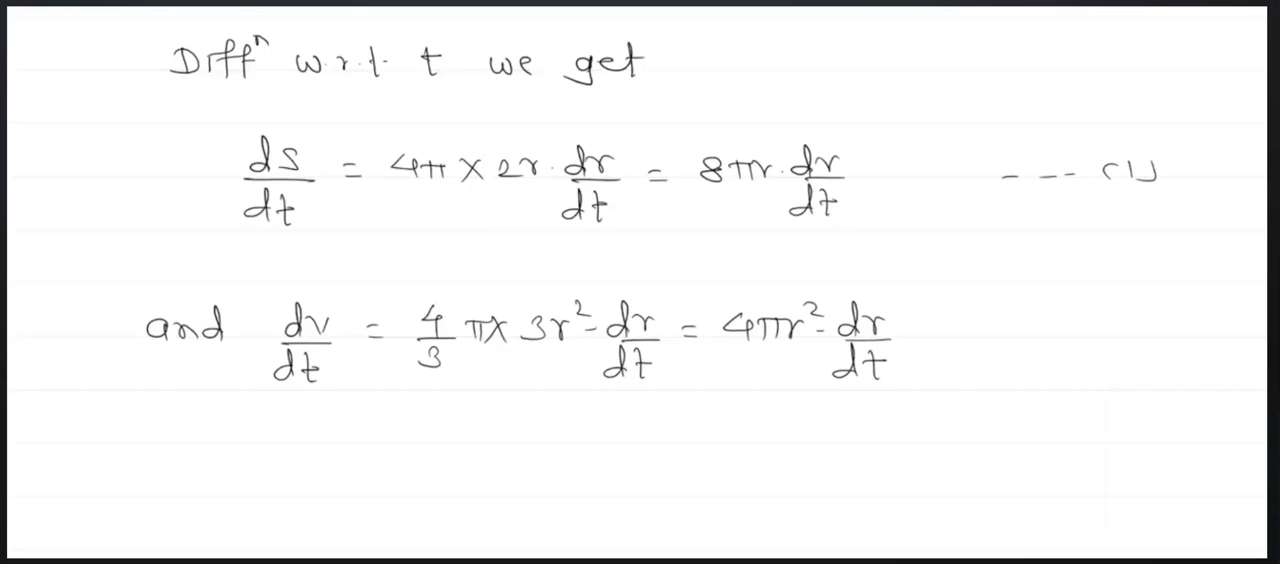 Diffⁿ w.r.t. t we get
ds/dt = 4π × 2r · dr/dt = 8πr · dr/dt --- (1)
and dv/dt = 4/3 π × 3r² · dr/dt = 4πr² · dr/dt